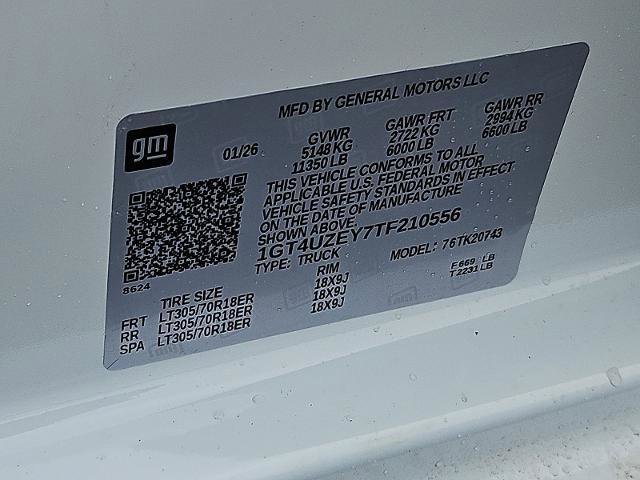 MFD BY GENERAL MOTORS LLC
gm
01/26
GVWR GAWR FRT GAWR RR
5148 KG 2722 KG 2994 KG
11350 LB 6000 LB 6600 LB
THIS VEHICLE CONFORMS TO ALL
APPLICABLE U.S. FEDERAL MOTOR
VEHICLE SAFETY STANDARDS IN EFFECT
ON THE DATE OF MANUFACTURE
SHOWN ABOVE.
1GT4UZEY7TF210556
TYPE: TRUCK MODEL: 76TK20743
8624
F 669 LB
T 2231 LB
TIRE SIZE RIM
FRT LT305/70R18ER 18X9J
RR LT305/70R18ER 18X9J
SPA LT305/70R18ER 18X9J